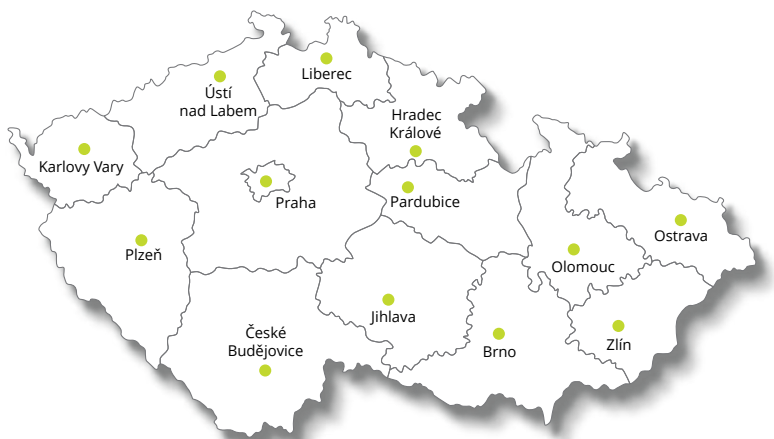 Liberec
Ústí
nad Labem
Hradec
Králové
Karlovy Vary
Praha
Pardubice
Ostrava
Plzeň
Olomouc
Jihlava
České
Budějovice
Brno
Zlín